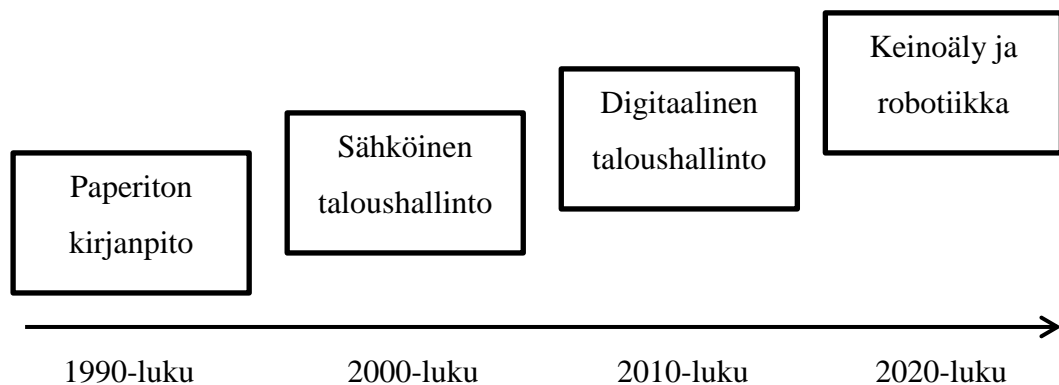 Paperiton
kirjanpito
Sähköinen
taloushallinto
Digitaalinen
taloushallinto
Keinoäly ja
robotiikka
1990-luku
2000-luku
2010-luku
2020-luku